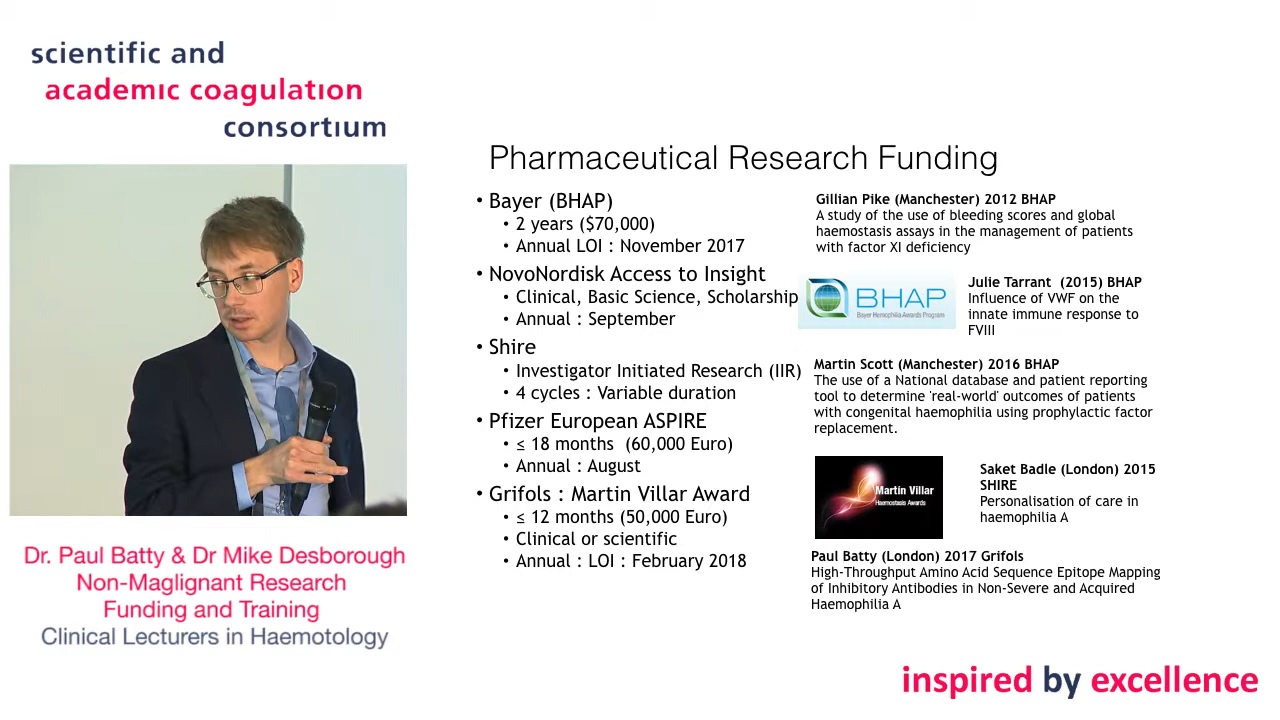 scientific and
academic coagulation
consortium
Pharmaceutical Research Funding
• Bayer (BHAP)
• 2 years ($70,000)
• Annual LOI : November 2017
• NovoNordisk Access to Insight
• Clinical, Basic Science, Scholarship
• Annual : September
• Shire
• Investigator Initiated Research (IIR)
• 4 cycles : Variable duration
• Pfizer European ASPIRE
• ≤ 18 months (60,000 Euro)
• Annual : August
• Grifols : Martin Villar Award
• ≤ 12 months (50,000 Euro)
• Clinical or scientific
• Annual : LOI : February 2018
Gillian Pike (Manchester) 2012 BHAP
A study of the use of bleeding scores and global
haemostasis assays in the management of patients
with factor XI deficiency
BHAP
Bayer Hemophilia Awards Program
Julie Tarrant (2015) BHAP
Influence of VWF on the
innate immune response to
FVIII
Martin Scott (Manchester) 2016 BHAP
The use of a National database and patient reporting
tool to determine 'real-world' outcomes of patients
with congenital haemophilia using prophylactic factor
replacement.
Martín Villar
Haemostasis Awards
Saket Badle (London) 2015
SHIRE
Personalisation of care in
haemophilia A
Paul Batty (London) 2017 Grifols
High-Throughput Amino Acid Sequence Epitope Mapping
of Inhibitory Antibodies in Non-Severe and Acquired
Haemophilia A
Dr. Paul Batty & Dr Mike Desborough
Non-Maglignant Research
Funding and Training
Clinical Lecturers in Haemotology
inspired by excellence